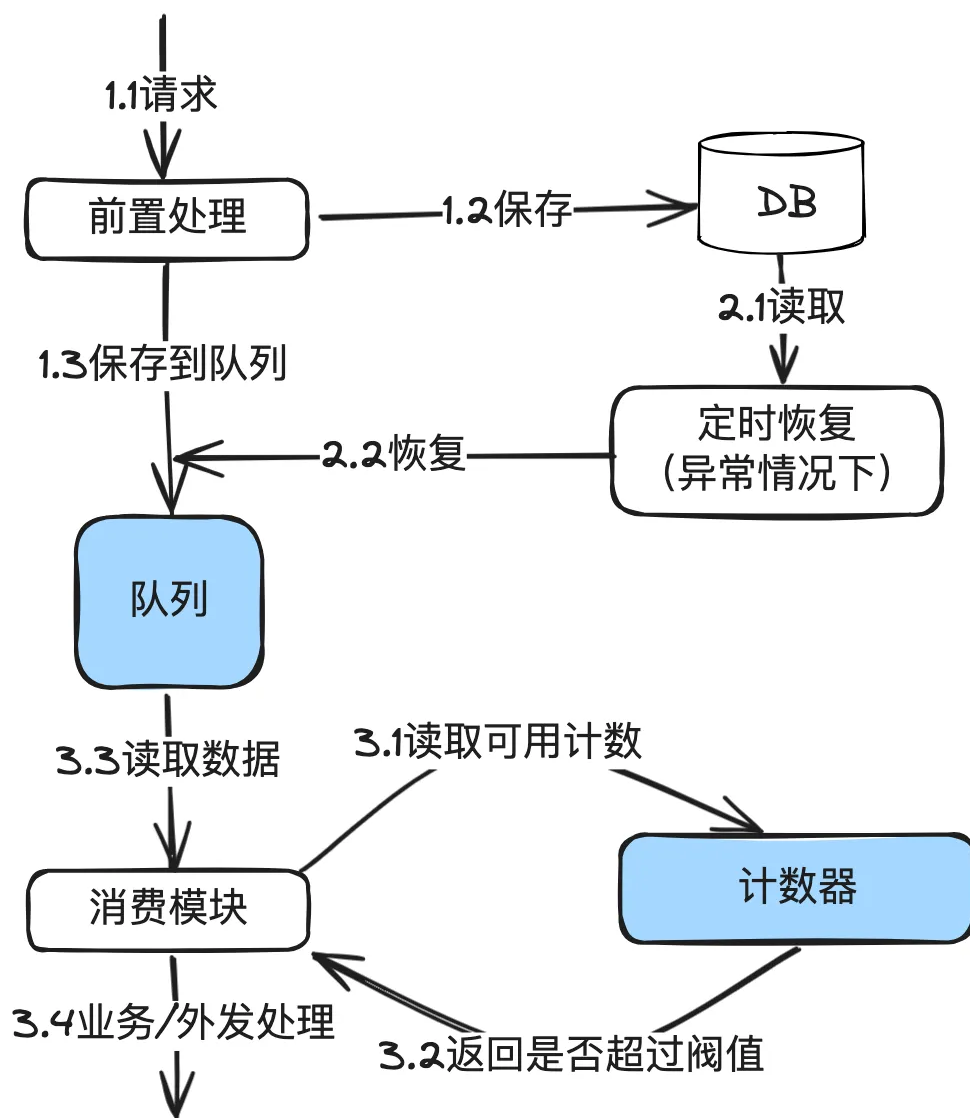 1.1请求
前置处理
1.2保存
DB
2.1读取
1.3保存到队列
定时恢复
（异常情况下）
2.2恢复
队列
3.3读取数据
3.1读取可用计数
计数器
消费模块
3.4业务/外发处理
3.2返回是否超过阀值